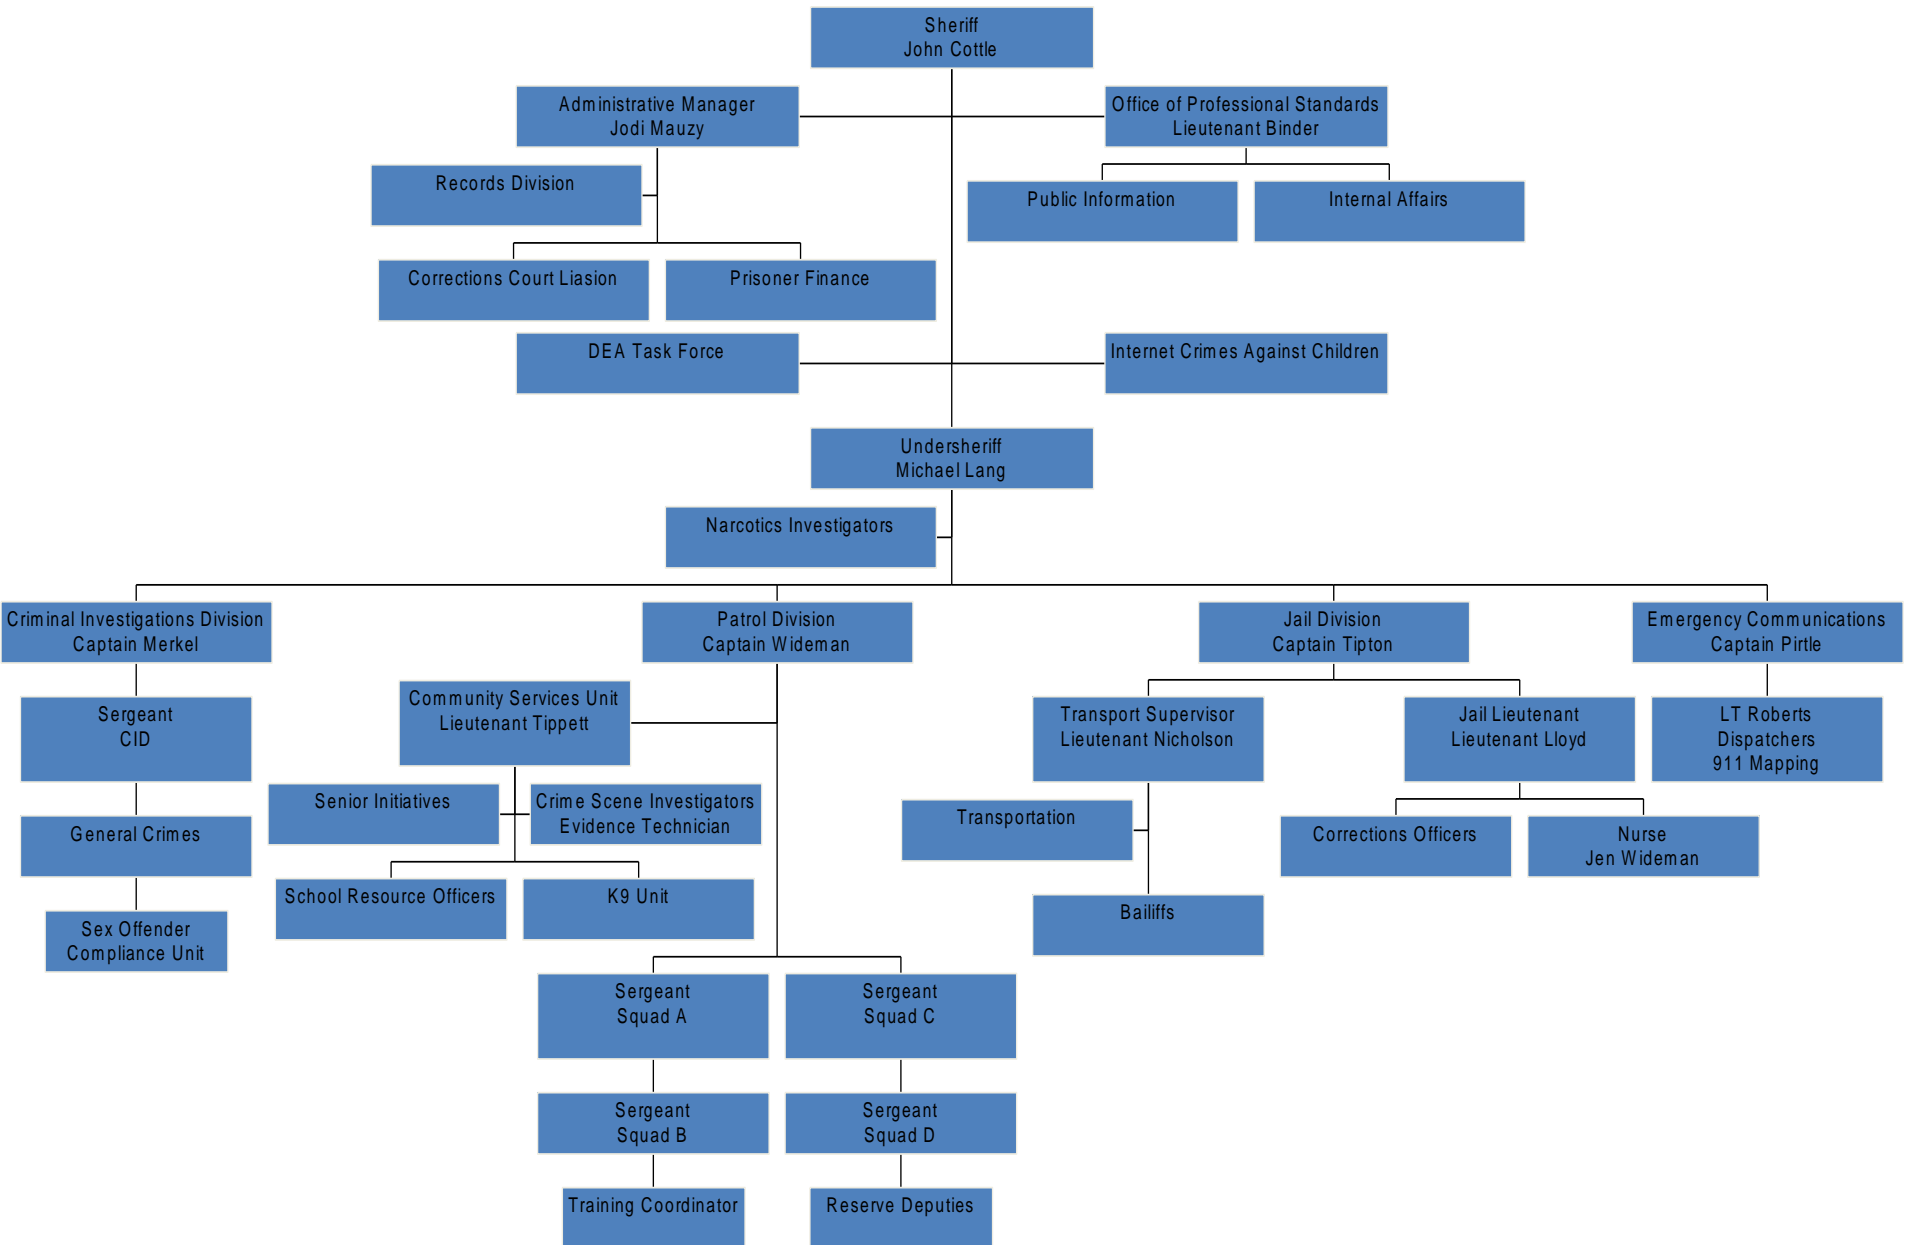 Sheriff
John Cottle
Administrative Manager
Jodi Mauzy
Office of Professional Standards
Lieutenant Binder
Records Division
Public Information
Internal Affairs
Corrections Court Liasion
Prisoner Finance
DEA Task Force
Internet Crimes Against Children
Undersheriff
Michael Lang
Narcotics Investigators
Criminal Investigations Division
Captain Merkel
Patrol Division
Captain Wideman
Jail Division
Captain Tipton
Emergency Communications
Captain Pirtle
Community Services Unit
Lieutenant Tippett
Sergeant
CID
Transport Supervisor
Lieutenant Nicholson
Jail Lieutenant
Lieutenant Lloyd
LT Roberts
Dispatchers
911 Mapping
Senior Initiatives
Crime Scene Investigators
Evidence Technician
Transportation
General Crimes
Corrections Officers
Nurse
Jen Wideman
School Resource Officers
K9 Unit
Bailiffs
Sex Offender
Compliance Unit
Sergeant
Squad A
Sergeant
Squad C
Sergeant
Squad B
Sergeant
Squad D
Training Coordinator
Reserve Deputies